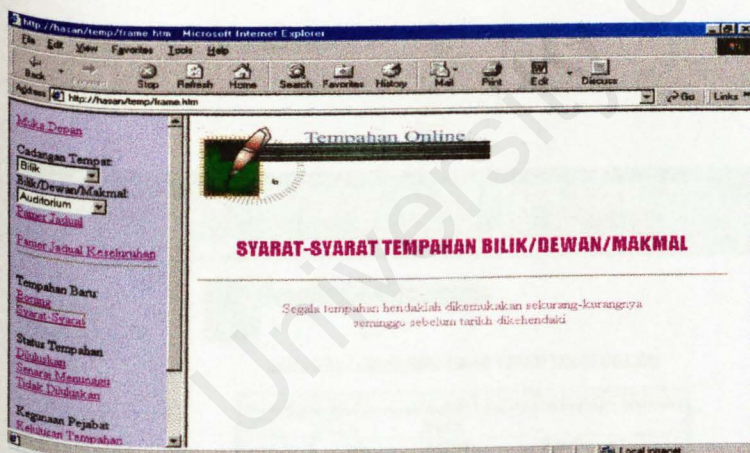 http://hasan/temp/frame.htm - Microsoft Internet Explorer
File Edit View Favorites Tools Help
Back Stop Refresh Home Search Favorites History Mail Print Edit Discuss
Address http://hasan/temp/frame.htm Go Links
Muka Depan
Cadangan Tempat:
Bilik
Bilik/Dewan/Makmal:
Auditorium
Pamer Jadual
Pamer Jadual Keseluruhan
Tempahan Baru:
Borang
Syarat-Syarat
Status Tempahan
Diluluskan
Senarai Menunggu
Tidak Diluluskan
Kegunaan Pejabat
Kelulusan Tempahan
Tempahan Online
SYARAT-SYARAT TEMPAHAN BILIK/DEWAN/MAKMAL
Segala tempahan hendaklah dikemukakan sekurang-kurangnya
seminggu sebelum tarikh dikehendaki
Local intranet
University